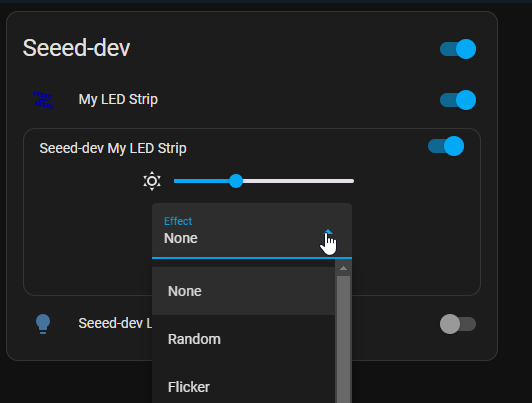 Seeed-dev
My LED Strip
Seeed-dev My LED Strip
Effect
None
None
Random
Flicker
Seeed-dev L